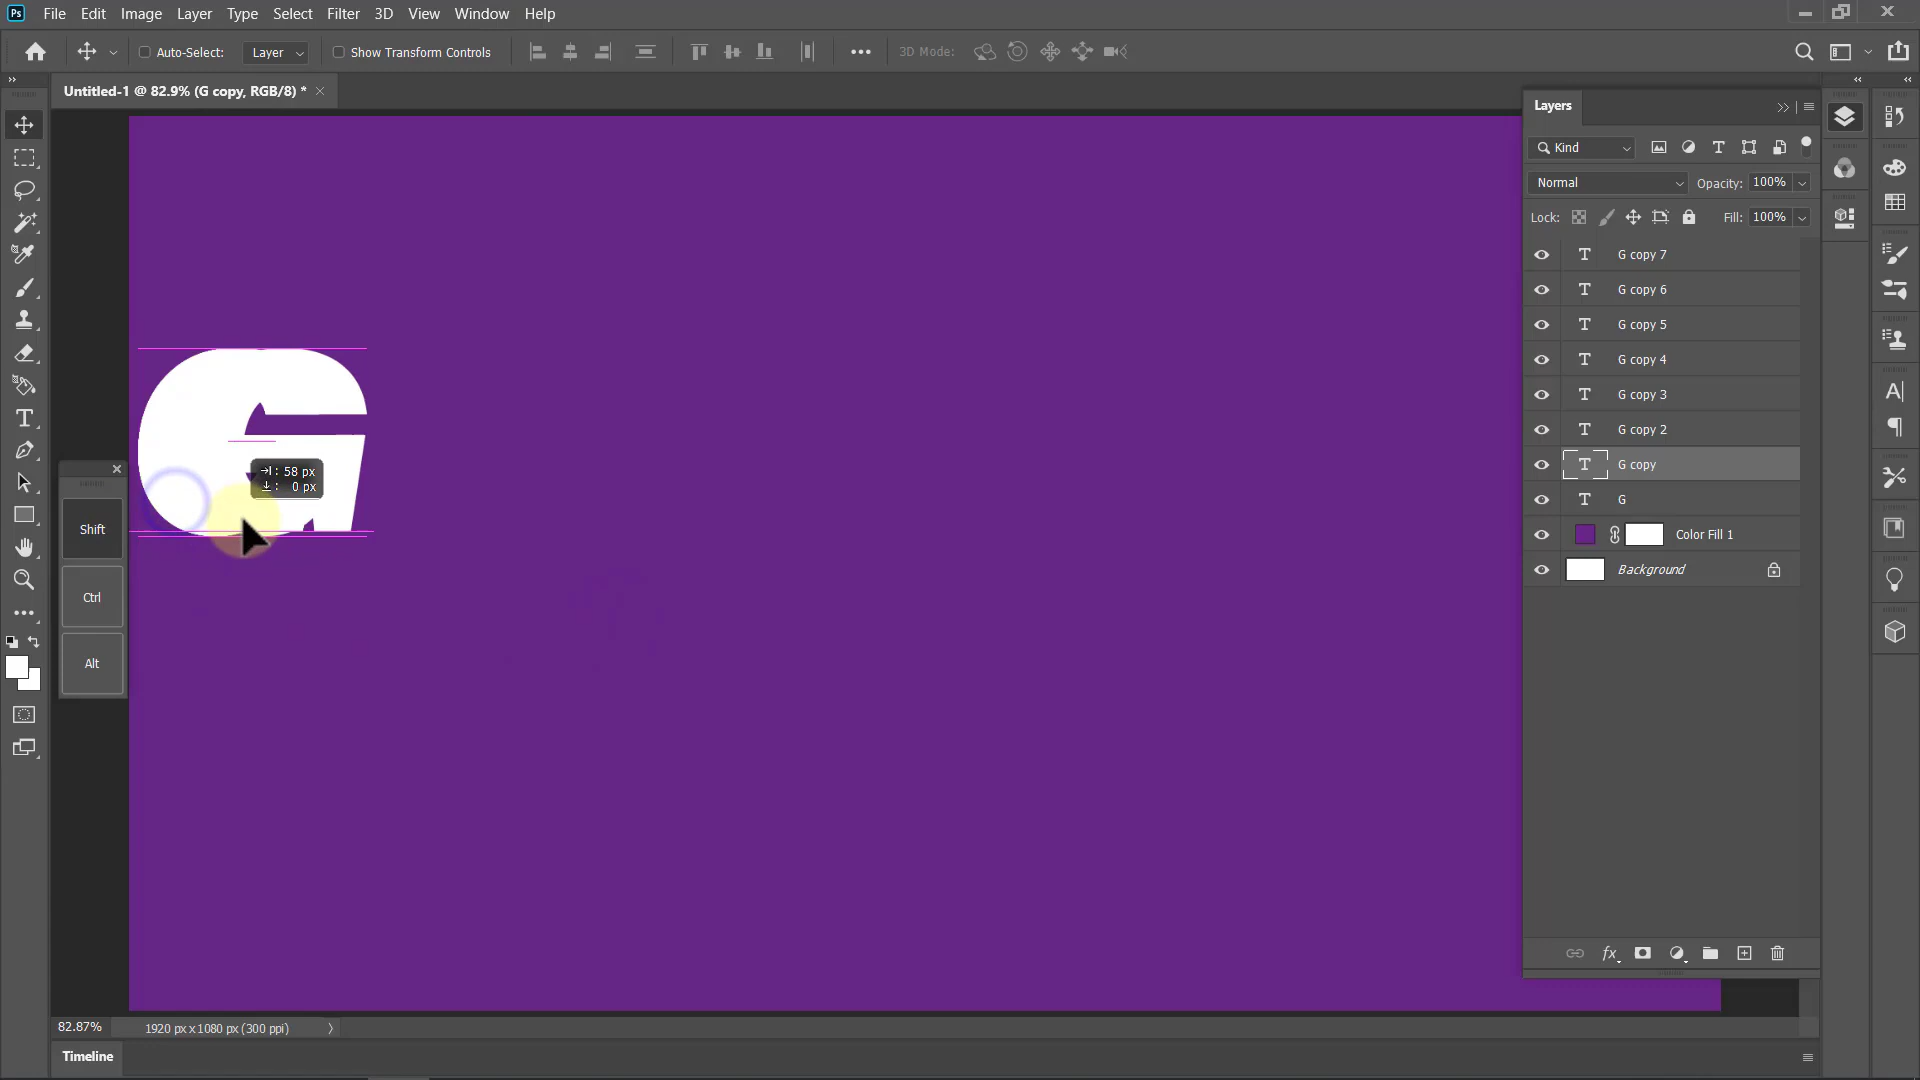 Ps File Edit Image Layer Type Select Filter 3D View Window Help
Auto-Select: Layer Show Transform Controls 3D Mode:
Untitled-1 @ 82.9% (G copy, RGB/8) *
Layers
Kind
Normal Opacity: 100%
Lock: Fill: 100%
G copy 7
G copy 6
G copy 5
G copy 4
G copy 3
G copy 2
G copy
G
Color Fill 1
Background
G
: 58 px
: 0 px
Shift
Ctrl
Alt
fx
82.87% 1920 px x 1080 px (300 ppi)
Timeline